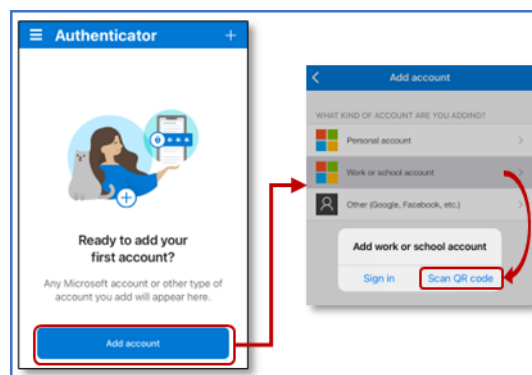 Authenticator
Ready to add your
first account?
Any Microsoft account or other type of
account you add will appear here.
Add account
Add account
WHAT KIND OF ACCOUNT ARE YOU ADDING?
Personal account
Work or school account
Other (Google, Facebook, etc.)
Add work or school account
Sign in Scan QR code